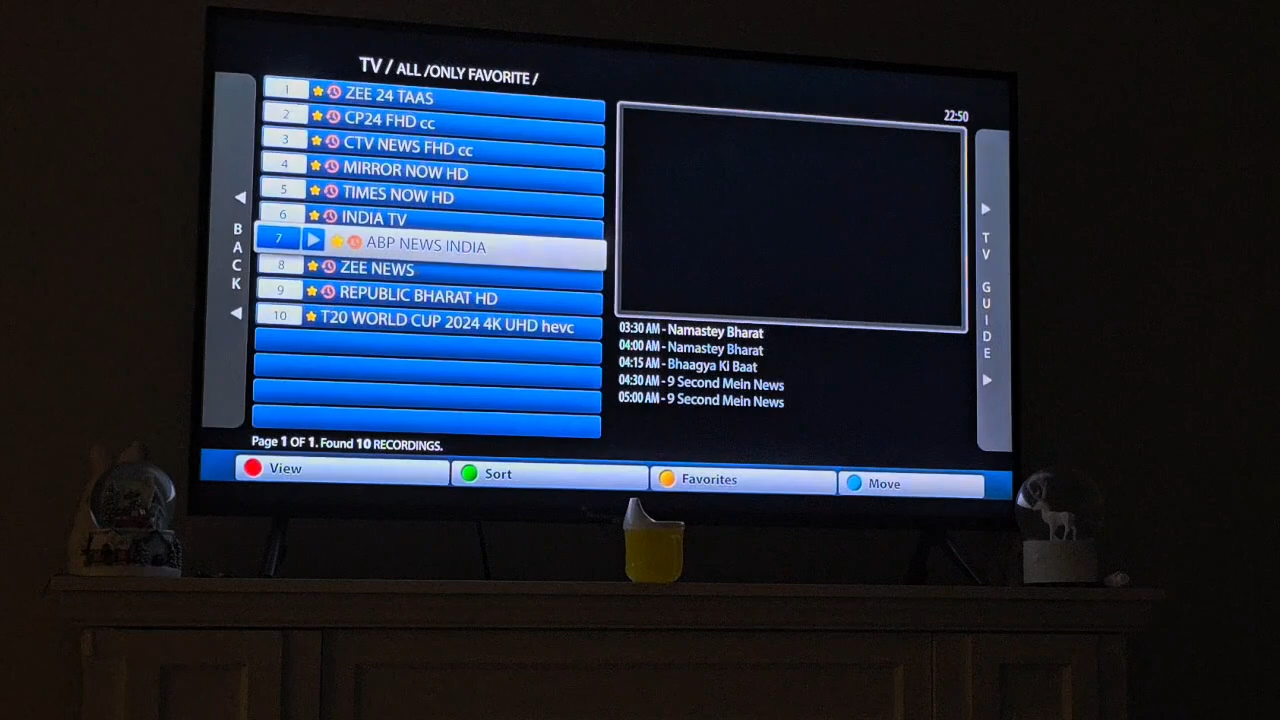 TV / ALL /ONLY FAVORITE /
22:50
1 ZEE 24 TAAS
2 CP24 FHD cc
3 CTV NEWS FHD cc
4 MIRROR NOW HD
5 TIMES NOW HD
6 INDIA TV
7 ABP NEWS INDIA
8 ZEE NEWS
9 REPUBLIC BHARAT HD
10 T20 WORLD CUP 2024 4K UHD hevc
BACK
TV GUIDE
03:30 AM - Namastey Bharat
04:00 AM - Namastey Bharat
04:15 AM - Bhaagya Ki Baat
04:30 AM - 9 Second Mein News
05:00 AM - 9 Second Mein News
Page 1 OF 1. Found 10 RECORDINGS.
View Sort Favorites Move